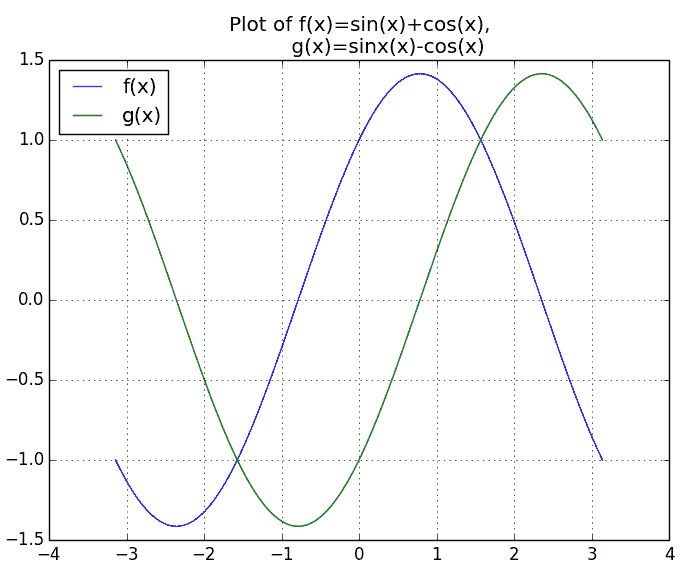 Plot of f(x)=sin(x)+cos(x),
g(x)=sinx(x)-cos(x)
f(x)
g(x)
1.5
1.0
0.5
0.0
−0.5
−1.0
−1.5
−4 −3 −2 −1 0 1 2 3 4